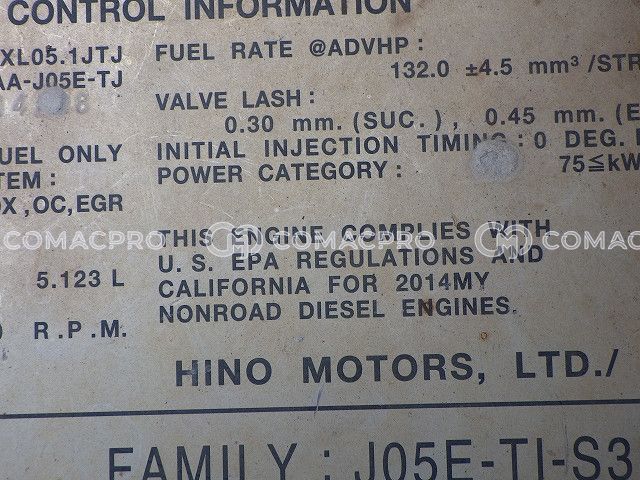 CONTROL INFORMATION
XL05.1JTJ
AA-J05E-TJ
FUEL RATE @ADVHP :
132.0 ±4.5 mm³ /STR
VALVE LASH :
0.30 mm. (SUC.) , 0.45 mm. (E
UEL ONLY
TEM :
OX ,OC,EGR
INITIAL INJECTION TIMING : 0 DEG.
POWER CATEGORY :
75≦kW
5.123 L
R.P.M.
THIS ENGINE COMPLIES WITH
U. S. EPA REGULATIONS AND
CALIFORNIA FOR 2014MY
NONROAD DIESEL ENGINES.
HINO MOTORS, LTD./
FAMILY : J05E-TI-S3
COMACPRO COMACPRO COMACPRO